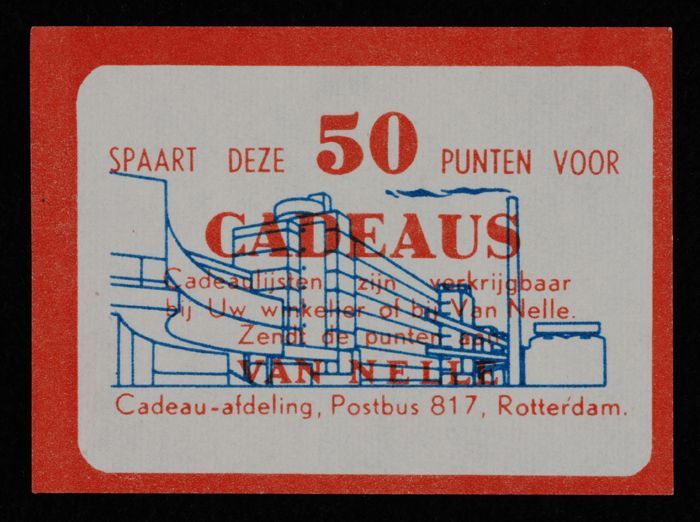 SPAART DEZE 50 PUNTEN VOOR
CADEAUS
Cadeaulijsten zijn verkrijgbaar
bij Uw winkelier of bij Van Nelle.
Zendt de punten aan
VAN NELLE
Cadeau-afdeling, Postbus 817, Rotterdam.